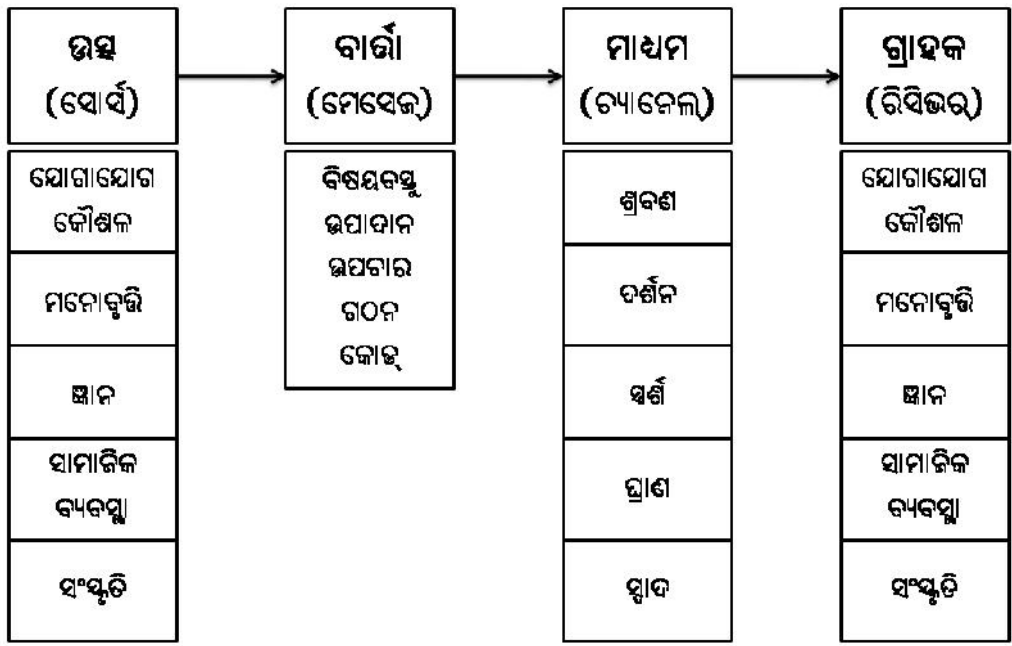 ଉତ୍ସ
(ସୋର୍ସ)
ଯୋଗାଯୋଗ
କୌଶଳ
ମନୋବୃତ୍ତି
ଜ୍ଞାନ
ସାମାଜିକ
ବ୍ୟବସ୍ଥା
ସଂସ୍କୃତି
ବାର୍ତ୍ତା
(ମେସେଜ୍)
ବିଷୟବସ୍ତୁ
ଉପାଦାନ
ଉପଚାର
ଗଠନ
କୋଡ୍
ମାଧ୍ୟମ
(ଚ୍ୟାନେଲ୍)
ଶ୍ରବଣ
ଦର୍ଶନ
ସ୍ପର୍ଶ
ଘ୍ରାଣ
ସ୍ୱାଦ
ଗ୍ରାହକ
(ରିସିଭର୍)
ଯୋଗାଯୋଗ
କୌଶଳ
ମନୋବୃତ୍ତି
ଜ୍ଞାନ
ସାମାଜିକ
ବ୍ୟବସ୍ଥା
ସଂସ୍କୃତି